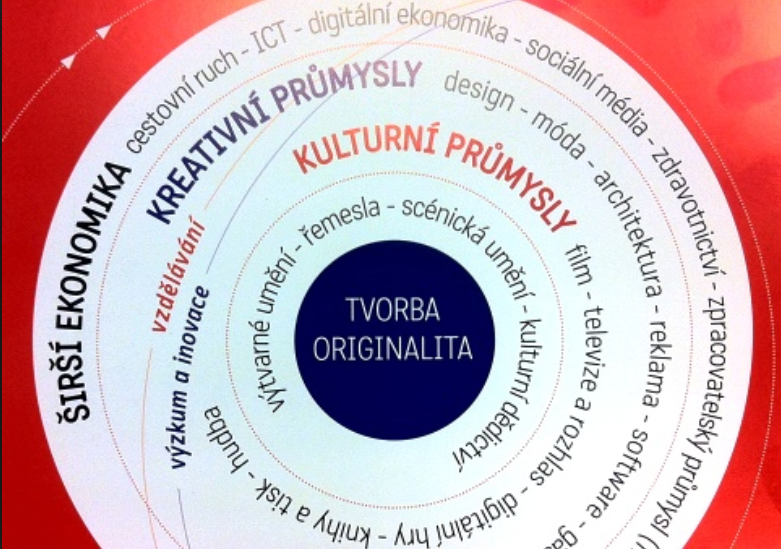 ŠIRŠÍ EKONOMIKA
cestovní ruch - ICT - digitální ekonomika - sociální média - zdravotnictví - zpracovatelský průmysl
KREATIVNÍ PRŮMYSLY
design - móda - architektura - reklama - software -
KULTURNÍ PRŮMYSLY
film - televize a rozhlas - digitální hry - knihy a tisk - hudba
vzdělávání
výzkum a inovace
výtvarné umění - řemesla - scénická umění - kulturní dědictví
TVORBA
ORIGINALITA